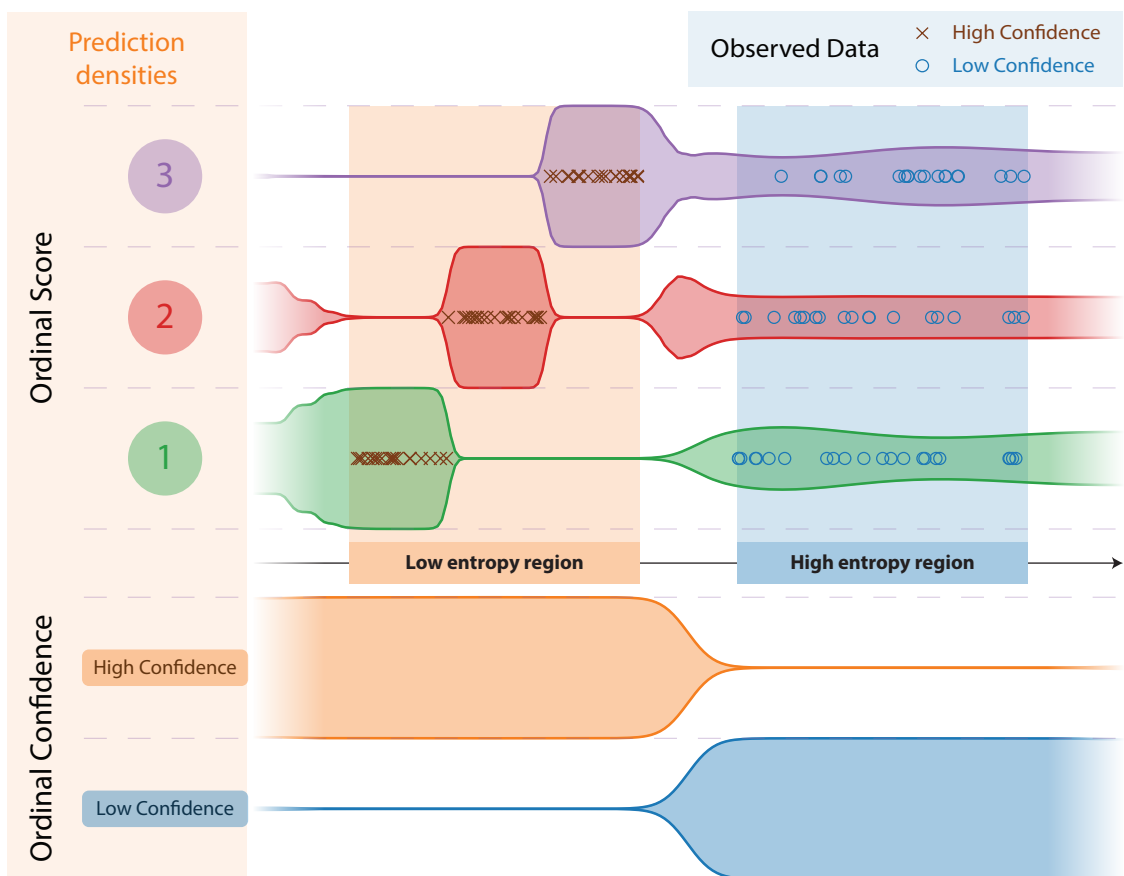 Prediction
densities
Observed Data
High Confidence
Low Confidence
Ordinal Score
3
2
1
Low entropy region
High entropy region
Ordinal Confidence
High Confidence
Low Confidence